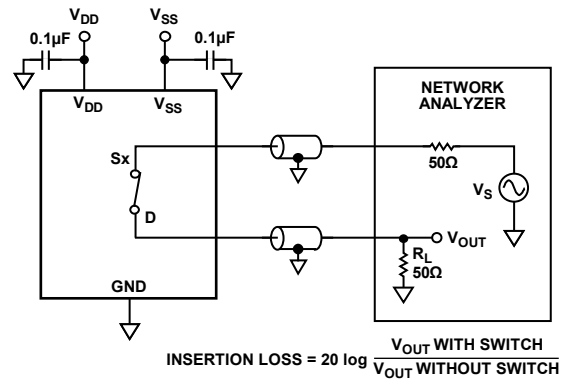 VDD
VSS
0.1µF
0.1µF
VDD
VSS
NETWORK
ANALYZER
Sx
50Ω
VS
D
VOUT
RL
50Ω
GND
INSERTION LOSS = 20 log VOUT WITH SWITCH
VOUT WITHOUT SWITCH